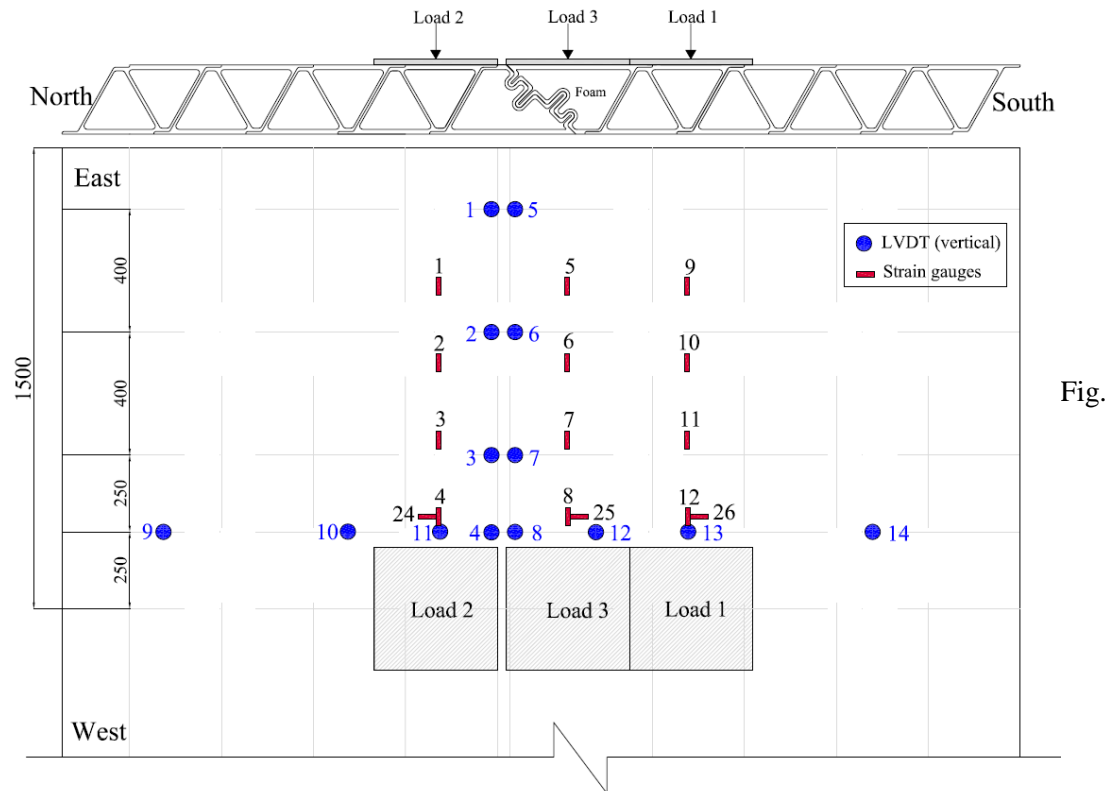 Load 2 Load 3 Load 1
North Foam South
East
1 5
LVDT (vertical)
Strain gauges
400
1 5 9
2 6
2 6 10
1500
Fig.
400
3 7 11
3 7
250
4 8 12
24 25 26
9 10 11 4 8 12 13 14
250
Load 2 Load 3 Load 1
West